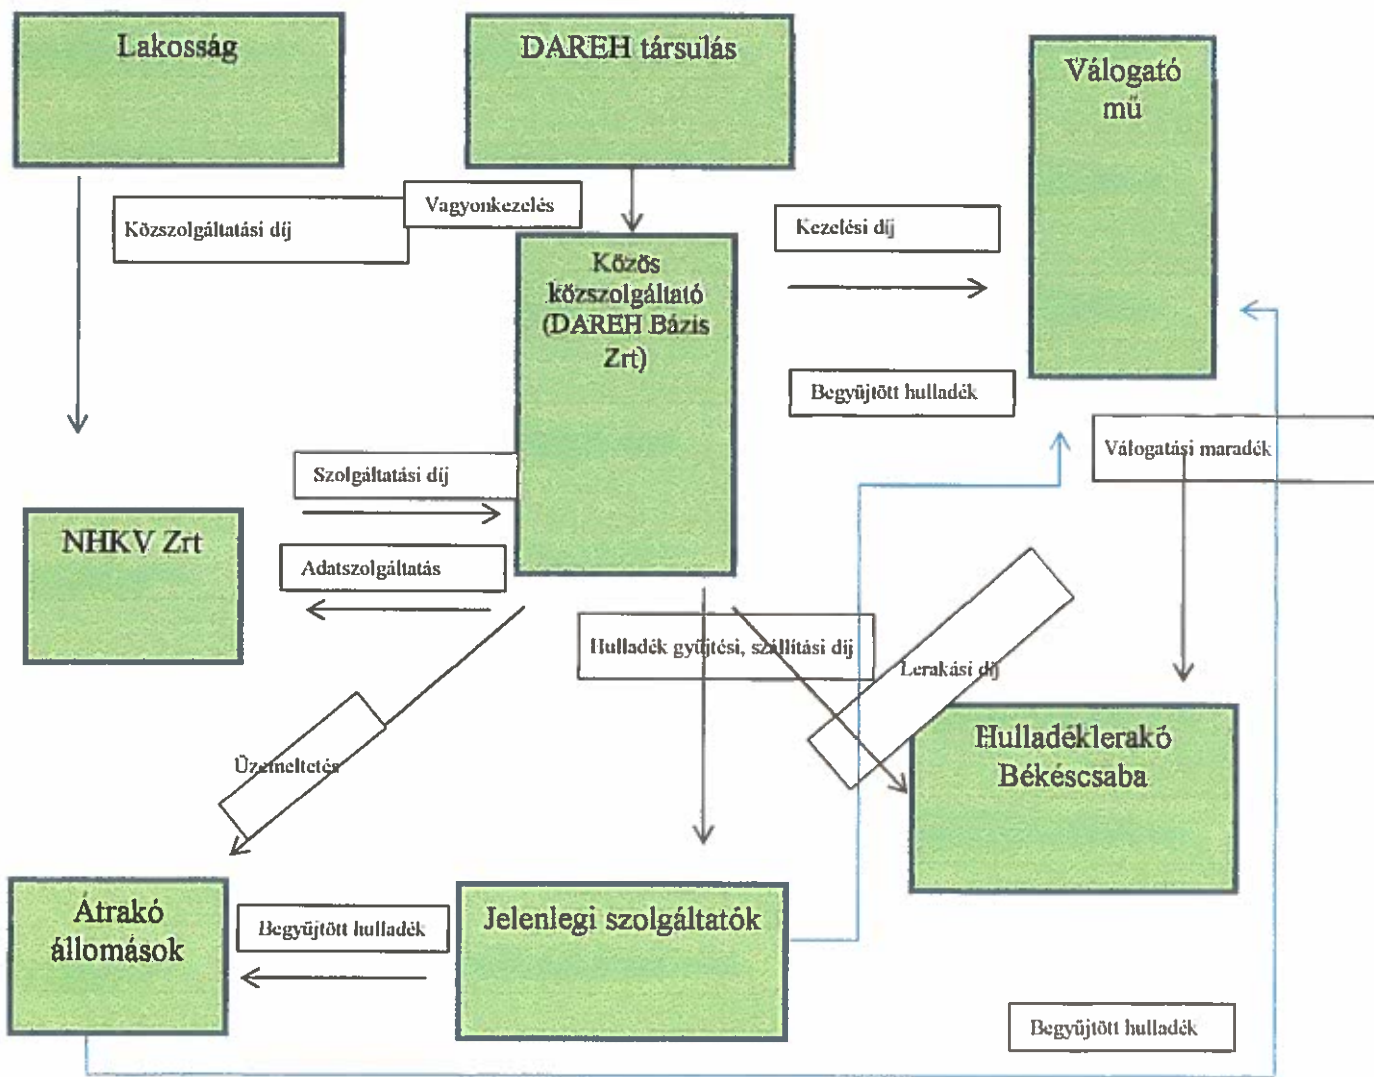 Lakosság
DAREH társulás
Válogató
mű
Közszolgáltatási díj
Vagyonkezelés
Kezelési díj
Közös
közszolgáltató
(DAREH Bázis
Zrt)
Begyűjtött hulladék
Válogatási maradék
Szolgáltatási díj
NHKV Zrt
Adatszolgáltatás
Hulladék gyűjtési, szállítási díj
Lerakási díj
Üzemeltetés
Hulladéklerakó
Békéscsaba
Átrakó
állomások
Begyűjtött hulladék
Jelenlegi szolgáltatók
Begyűjtött hulladék